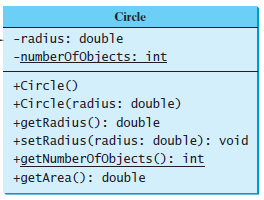 Circle
-radius: double
-numberOfObjects: int
+Circle()
+Circle(radius: double)
+getRadius(): double
+setRadius(radius: double): void
+getNumberOfObjects(): int
+getArea(): double